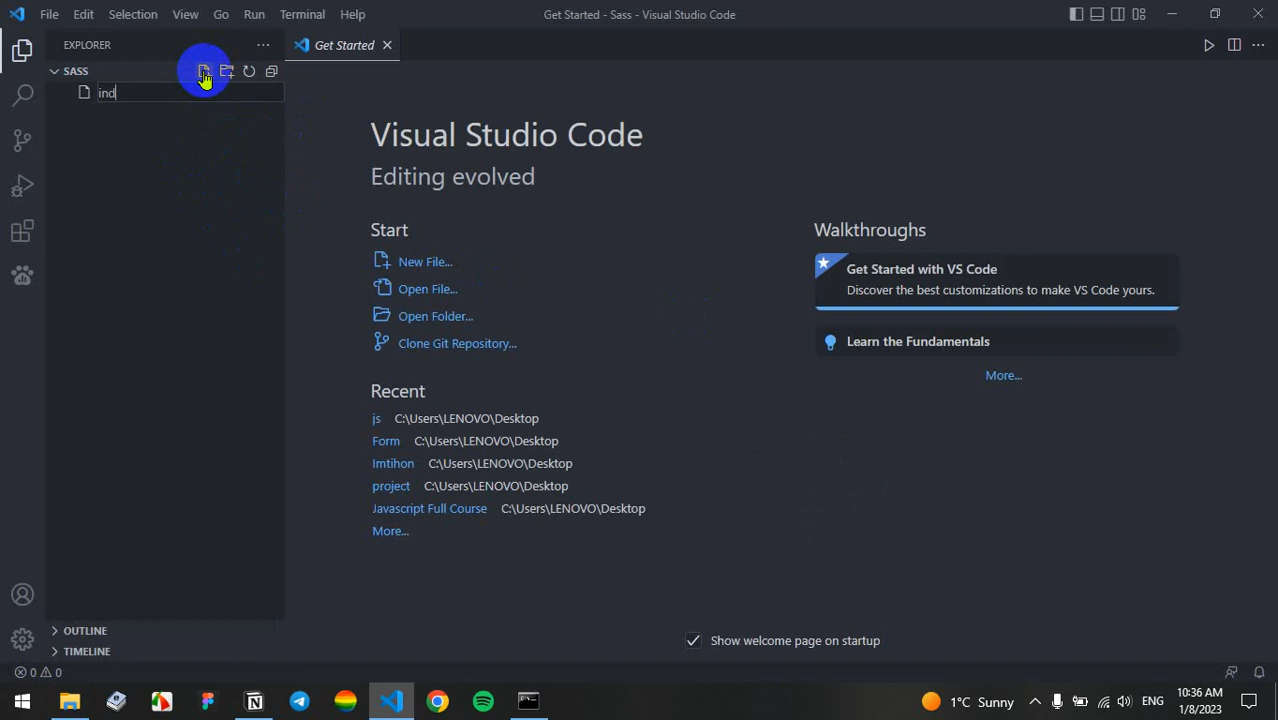 File Edit Selection View Go Run Terminal Help
Get Started - Sass - Visual Studio Code
EXPLORER
Get Started
SASS
ind
Visual Studio Code
Editing evolved
Start
New File...
Open File...
Open Folder...
Clone Git Repository...
Recent
js C:\Users\LENOVO\Desktop
Form C:\Users\LENOVO\Desktop
Imtihon C:\Users\LENOVO\Desktop
project C:\Users\LENOVO\Desktop
Javascript Full Course C:\Users\LENOVO\Desktop
More...
Walkthroughs
Get Started with VS Code
Discover the best customizations to make VS Code yours.
Learn the Fundamentals
More...
Show welcome page on startup
OUTLINE
TIMELINE
0 0
1°C Sunny
ENG
10:36 AM
1/8/2023